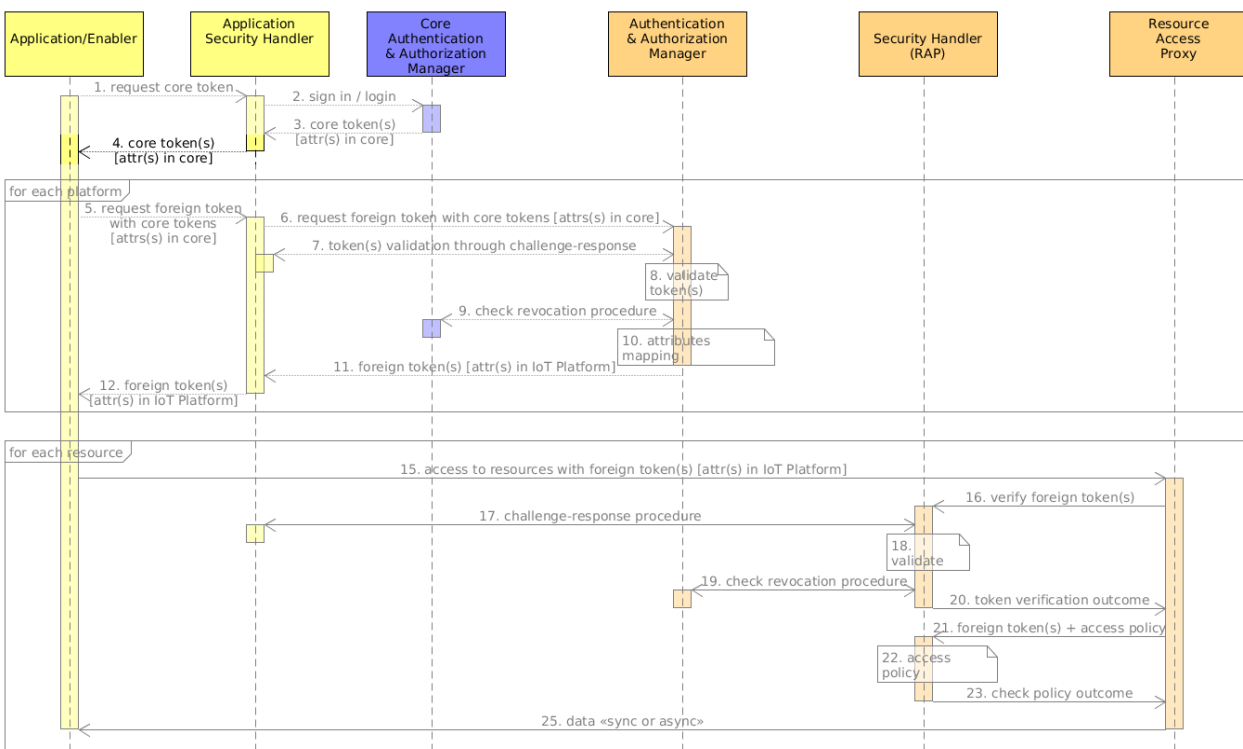 Application/Enabler
Application
Security Handler
Core
Authentication
& Authorization
Manager
Authentication
& Authorization
Manager
Security Handler
(RAP)
Resource
Access
Proxy
1. request core token
2. sign in / login
3. core token(s)
[attr(s) in core]
4. core token(s)
[attr(s) in core]
for each platform
5. request foreign token
with core tokens
[attrs(s) in core]
6. request foreign token with core tokens [attrs(s) in core]
7. token(s) validation through challenge-response
8. validate
token(s)
9. check revocation procedure
10. attributes
mapping
11. foreign token(s) [attr(s) in IoT Platform]
12. foreign token(s)
[attr(s) in IoT Platform]
for each resource
15. access to resources with foreign token(s) [attr(s) in IoT Platform]
16. verify foreign token(s)
17. challenge-response procedure
18.
validate
19. check revocation procedure
20. token verification outcome
21. foreign token(s) + access policy
22. access
policy
23. check policy outcome
25. data «sync or async»